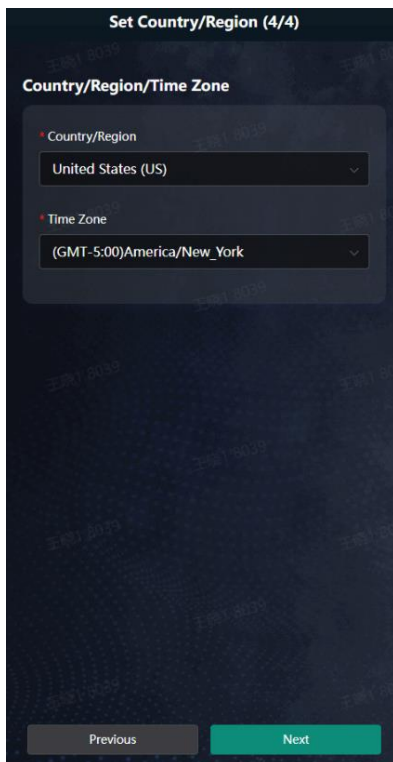 Set Country/Region (4/4)
Country/Region/Time Zone
* Country/Region
United States (US)
* Time Zone
(GMT-5:00)America/New_York
Previous
Next